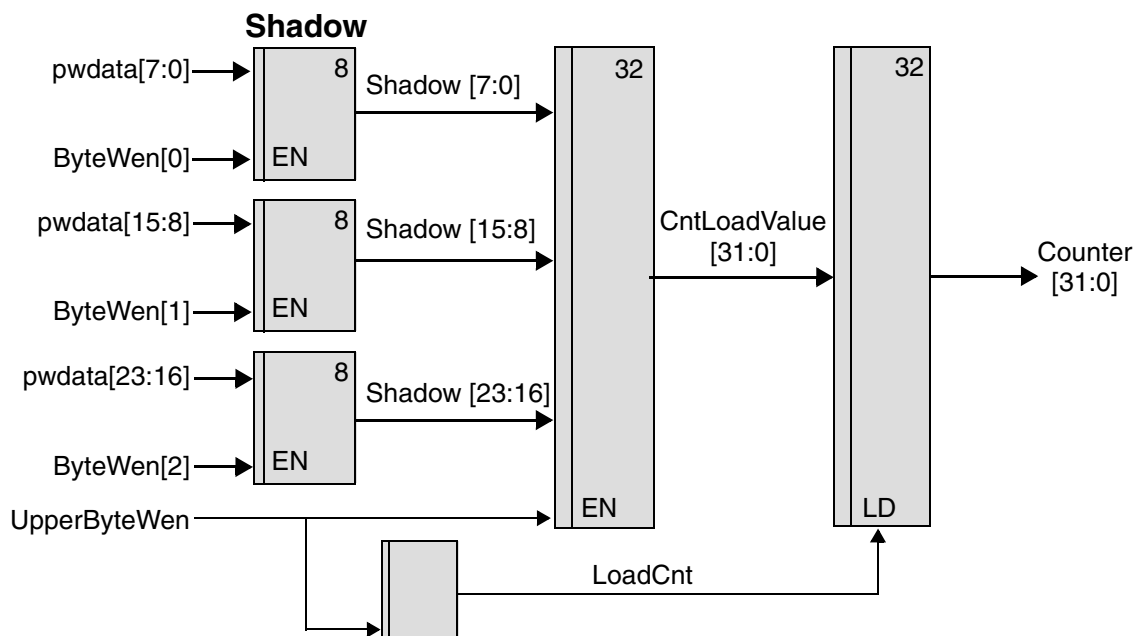 Shadow
pwdata[7:0]
8
Shadow [7:0]
32
32
ByteWen[0]
EN
pwdata[15:8]
8
Shadow [15:8]
CntLoadValue
[31:0]
Counter
[31:0]
ByteWen[1]
EN
pwdata[23:16]
8
Shadow [23:16]
ByteWen[2]
EN
UpperByteWen
EN
LD
LoadCnt